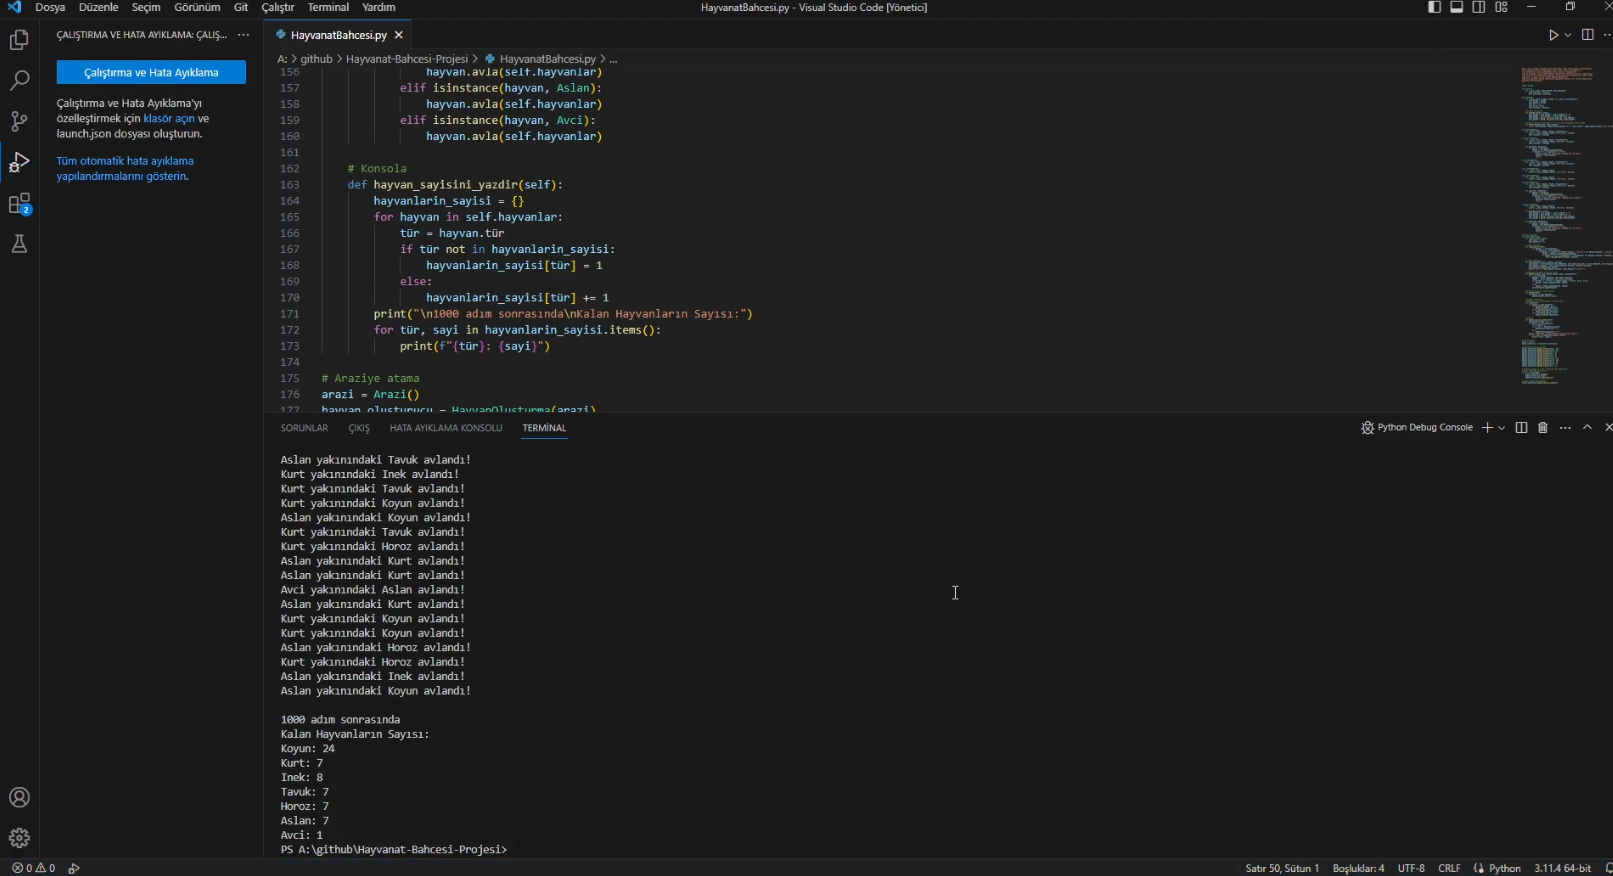 Dosya Düzenle Seçim Görünüm Git Çalıştır Terminal Yardım
HayvanatBahcesi.py - Visual Studio Code [Yönetici]
ÇALIŞTIRMA VE HATA AYIKLAMA: ÇALIŞ... ···
Çalıştırma ve Hata Ayıklama
Çalıştırma ve Hata Ayıklama'yı
özelleştirmek için klasör açın ve
launch.json dosyası oluşturun.
Tüm otomatik hata ayıklama
yapılandırmalarını gösterin.
2
HayvanatBahcesi.py
A: > github > Hayvanat-Bahcesi-Projesi > HayvanatBahcesi.py > ...
156 hayvan.avla(self.hayvanlar)
157 elif isinstance(hayvan, Aslan):
158 hayvan.avla(self.hayvanlar)
159 elif isinstance(hayvan, Avci):
160 hayvan.avla(self.hayvanlar)
161
162 # Konsola
163 def hayvan_sayisini_yazdir(self):
164 hayvanlarin_sayisi = {}
165 for hayvan in self.hayvanlar:
166 tür = hayvan.tür
167 if tür not in hayvanlarin_sayisi:
168 hayvanlarin_sayisi[tür] = 1
169 else:
170 hayvanlarin_sayisi[tür] += 1
171 print("\n1000 adım sonrasında\nKalan Hayvanların Sayısı:")
172 for tür, sayi in hayvanlarin_sayisi.items():
173 print(f"{tür}: {sayi}")
174
175 # Araziye atama
176 arazi = Arazi()
177 hayvan_olusturucu = HayvanOlusturma(arazi)
SORUNLAR ÇIKIŞ HATA AYIKLAMA KONSOLU TERMİNAL
Python Debug Console
Aslan yakınındaki Tavuk avlandı!
Kurt yakınındaki Inek avlandı!
Kurt yakınındaki Tavuk avlandı!
Kurt yakınındaki Koyun avlandı!
Aslan yakınındaki Koyun avlandı!
Kurt yakınındaki Tavuk avlandı!
Kurt yakınındaki Horoz avlandı!
Aslan yakınındaki Kurt avlandı!
Aslan yakınındaki Kurt avlandı!
Avci yakınındaki Aslan avlandı!
Aslan yakınındaki Kurt avlandı!
Kurt yakınındaki Koyun avlandı!
Kurt yakınındaki Koyun avlandı!
Aslan yakınındaki Horoz avlandı!
Kurt yakınındaki Horoz avlandı!
Aslan yakınındaki Inek avlandı!
Aslan yakınındaki Koyun avlandı!
1000 adım sonrasında
Kalan Hayvanların Sayısı:
Koyun: 24
Kurt: 7
Inek: 8
Tavuk: 7
Horoz: 7
Aslan: 7
Avci: 1
PS A:\github\Hayvanat-Bahcesi-Projesi>
0 0
Satır 50, Sütun 1 Boşluklar: 4 UTF-8 CRLF Python 3.11.4 64-bit